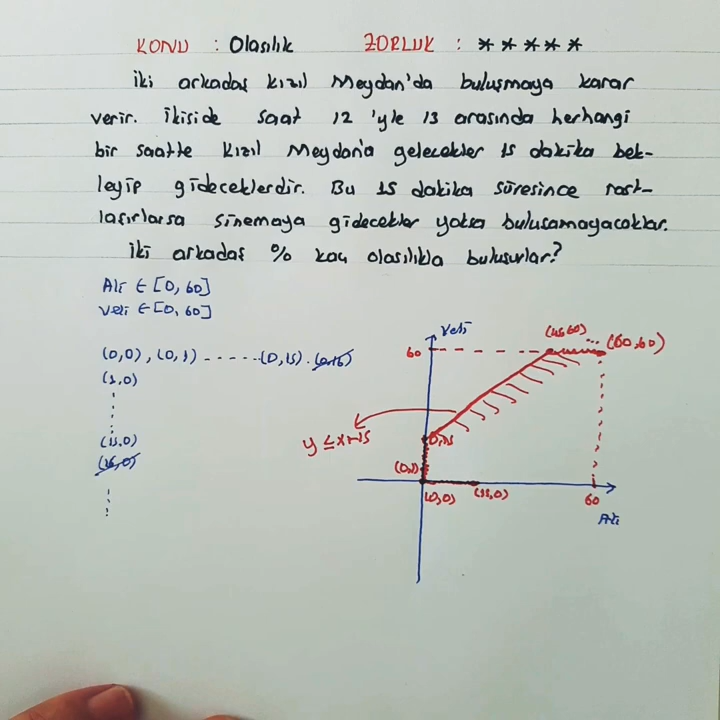 KONU : Olasılık ZORLUK : *****
İki arkadaş Kızıl Meydan'da buluşmaya karar
verir. İkiside saat 12'yle 13 arasında herhangi
bir saatte Kızıl Meydan'a gelecekler 15 dakika bek-
leyip gideceklerdir. Bu 15 dakika süresince rast-
laşırlarsa sinemaya gidecekler yoksa buluşamayacaklar.
İki arkadaş % kaç olasılıkla buluşurlar?
Ali ∈ [0, 60]
Veli ∈ [0, 60]
(0,0), (0,1) ----- (0,15) . (0,16)
(1,0)
(15,0)
(16,0)
Veli
(45,60)
60
(60,60)
y ≤ x+15
(0,15)
(0,1)
(0,0)
(15,0)
60
Ali